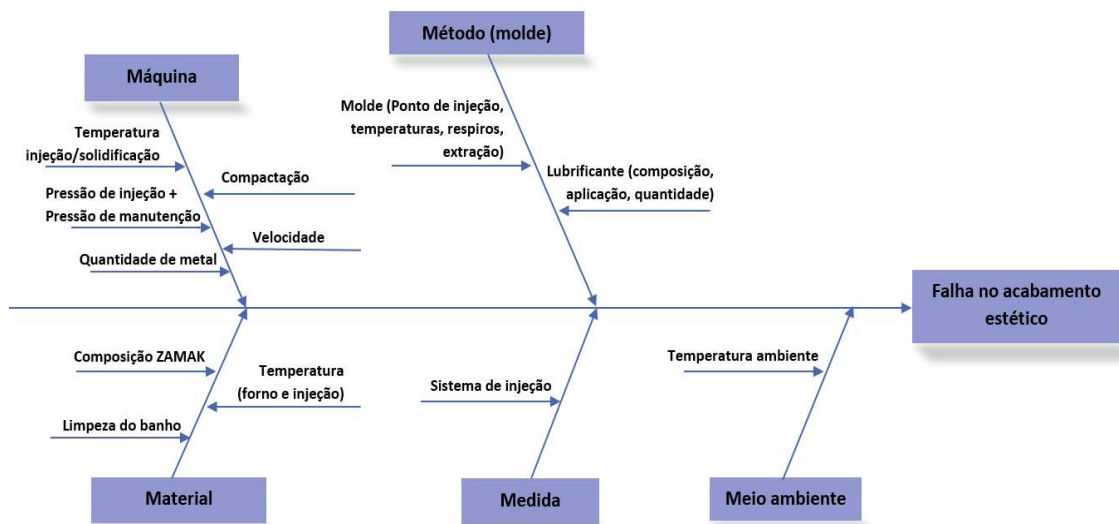 Método (molde)
Máquina
Molde (Ponto de injeção,
temperaturas, respiros,
extração)
Temperatura
injeção/solidificação
Compactação
Lubrificante (composição,
aplicação, quantidade)
Pressão de injeção +
Pressão de manutenção
Velocidade
Quantidade de metal
Falha no acabamento
estético
Composição ZAMAK
Temperatura
(forno e injeção)
Limpeza do banho
Sistema de injeção
Temperatura ambiente
Material
Medida
Meio ambiente